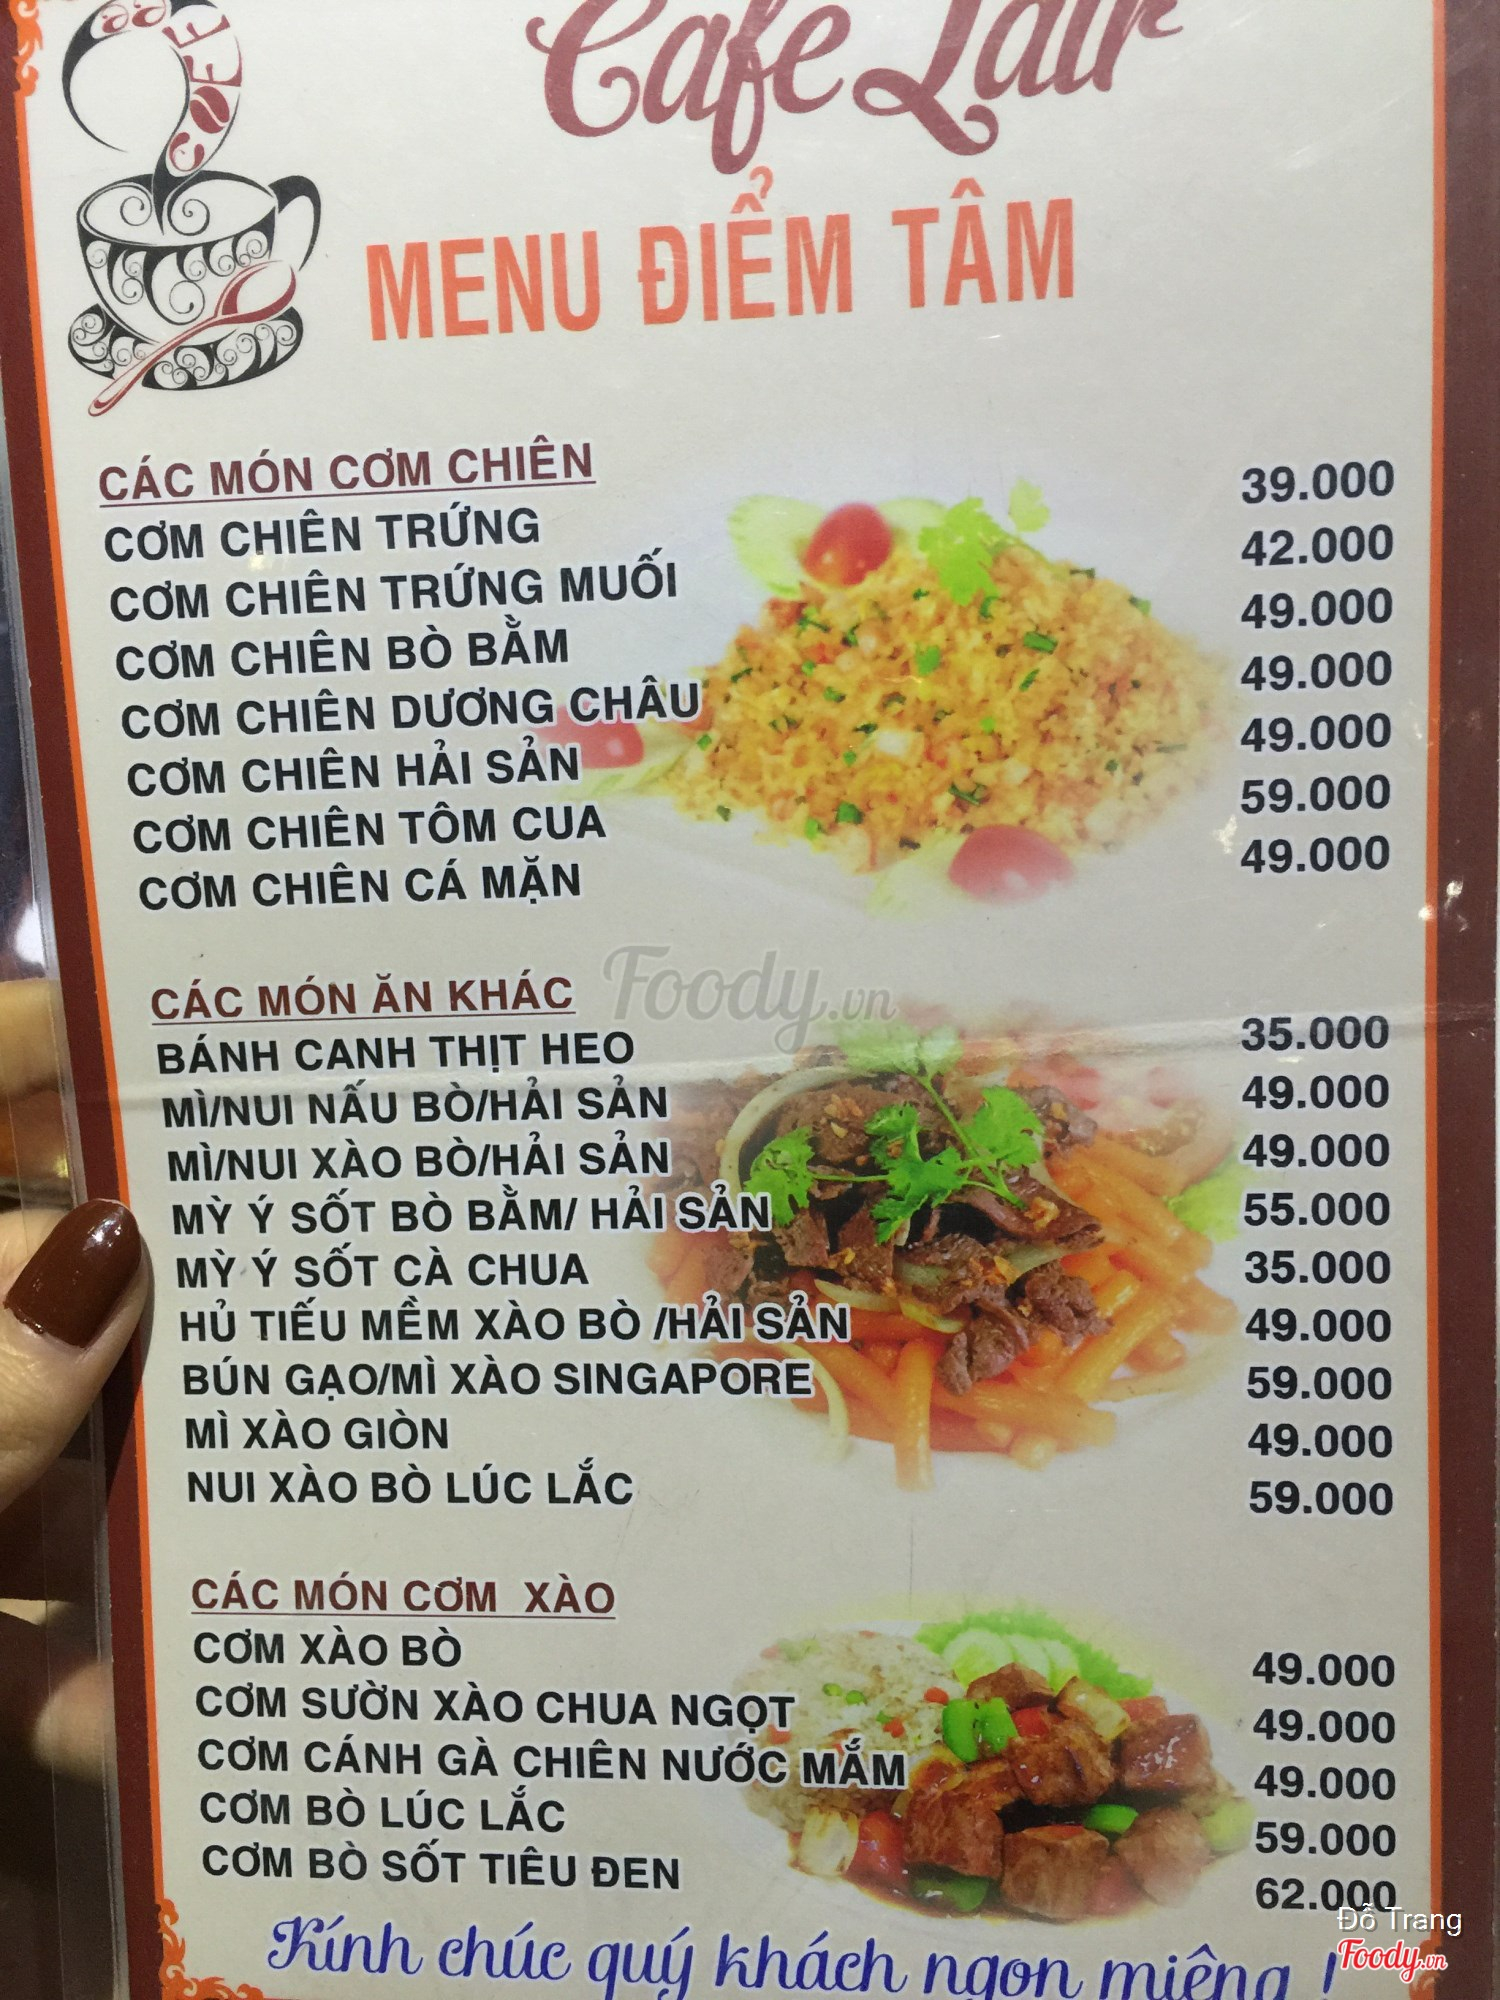 COFFEE
Cafe Lair
MENU ĐIỂM TÂM
CÁC MÓN CƠM CHIÊN
CƠM CHIÊN TRỨNG 39.000
CƠM CHIÊN TRỨNG MUỐI 42.000
CƠM CHIÊN BÒ BẰM 49.000
CƠM CHIÊN DƯƠNG CHÂU 49.000
CƠM CHIÊN HẢI SẢN 49.000
CƠM CHIÊN TÔM CUA 59.000
CƠM CHIÊN CÁ MẶN 49.000
Foody.vn
CÁC MÓN ĂN KHÁC
BÁNH CANH THỊT HEO 35.000
MÌ/NUI NẤU BÒ/HẢI SẢN 49.000
MÌ/NUI XÀO BÒ/HẢI SẢN 49.000
MỲ Ý SỐT BÒ BẰM/ HẢI SẢN 55.000
MỲ Ý SỐT CÀ CHUA 35.000
HỦ TIẾU MỀM XÀO BÒ /HẢI SẢN 49.000
BÚN GẠO/MÌ XÀO SINGAPORE 59.000
MÌ XÀO GIÒN 49.000
NUI XÀO BÒ LÚC LẮC 59.000
CÁC MÓN CƠM XÀO
CƠM XÀO BÒ 49.000
CƠM SƯỜN XÀO CHUA NGỌT 49.000
CƠM CÁNH GÀ CHIÊN NƯỚC MẮM 49.000
CƠM BÒ LÚC LẮC 59.000
CƠM BÒ SỐT TIÊU ĐEN 62.000
Kính chúc quý khách ngon miệng !
Đỗ Trang
Foody.vn